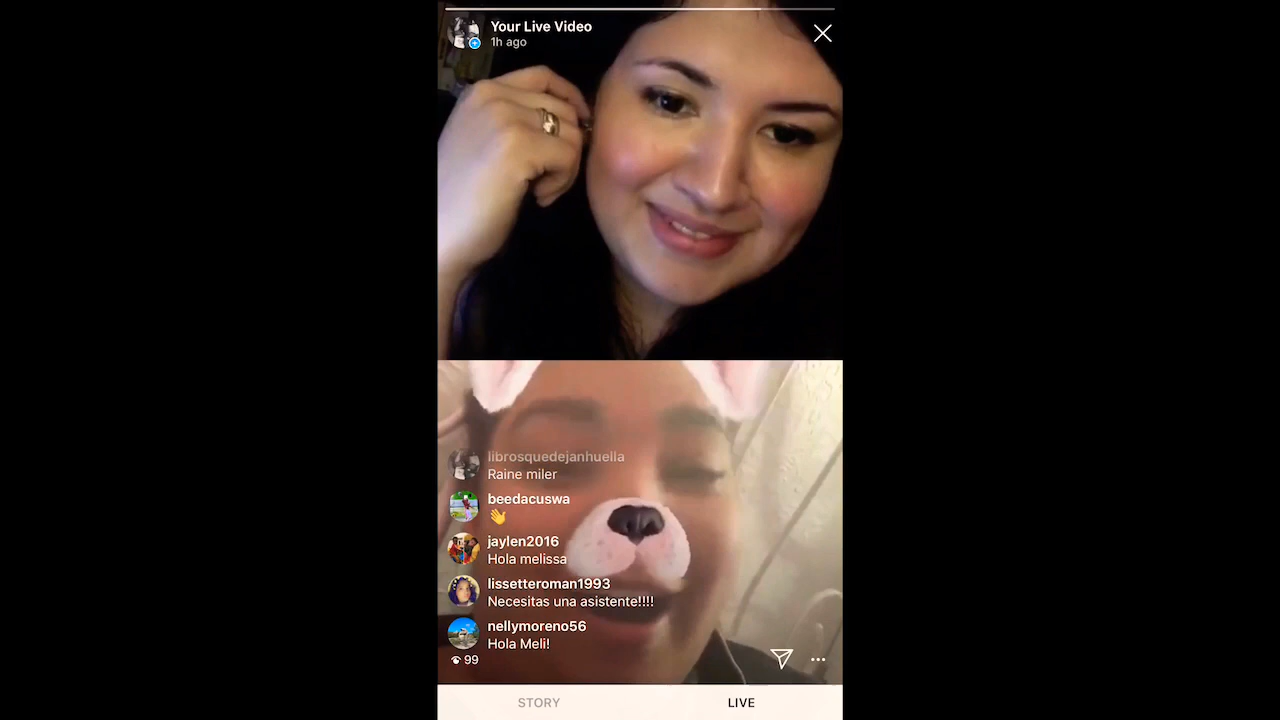 Your Live Video
1h ago
librosquedejanhuella
Raine miler
beedacuswa
👋
jaylen2016
Hola melissa
lissetteroman1993
Necesitas una asistente!!!!
nellymoreno56
Hola Meli!
99
STORY
LIVE